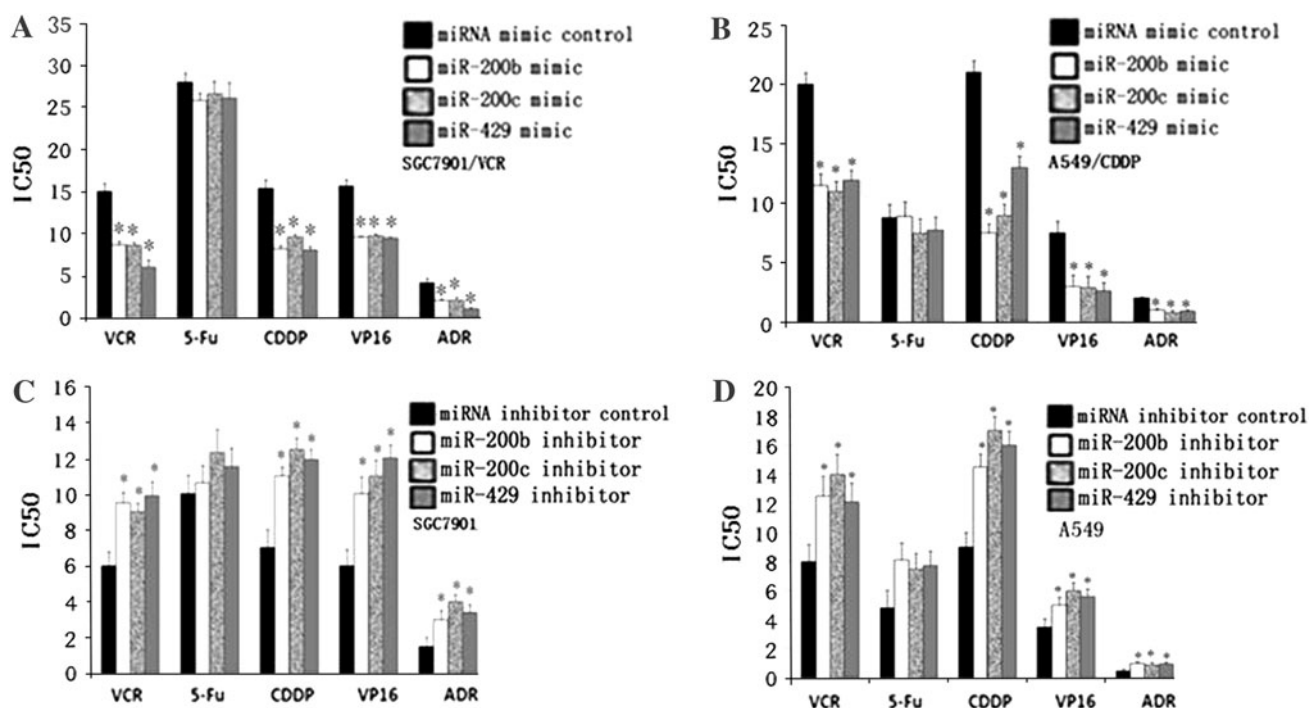 A
IC50
35
30
25
20
15
10
5
0
miRNA mimic control
miR-200b mimic
miR-200c mimic
miR-429 mimic
SGC7901/VCR
* * * * * * * * * * * *
VCR 5-Fu CDDP VP16 ADR
B
IC50
25
20
15
10
5
0
miRNA mimic control
miR-200b mimic
miR-200c mimic
miR-429 mimic
A549/CDDP
* * * * * * * * * * * *
VCR 5-Fu CDDP VP16 ADR
C
IC50
16
14
12
10
8
6
4
2
0
miRNA inhibitor control
miR-200b inhibitor
miR-200c inhibitor
miR-429 inhibitor
SGC7901
* * * * * * * * * * * *
VCR 5-Fu CDDP VP16 ADR
D
IC50
20
18
16
14
12
10
8
6
4
2
0
miRNA inhibitor control
miR-200b inhibitor
miR-200c inhibitor
miR-429 inhibitor
A549
* * * * * * * * * * * *
VCR 5-Fu CDDP VP16 ADR